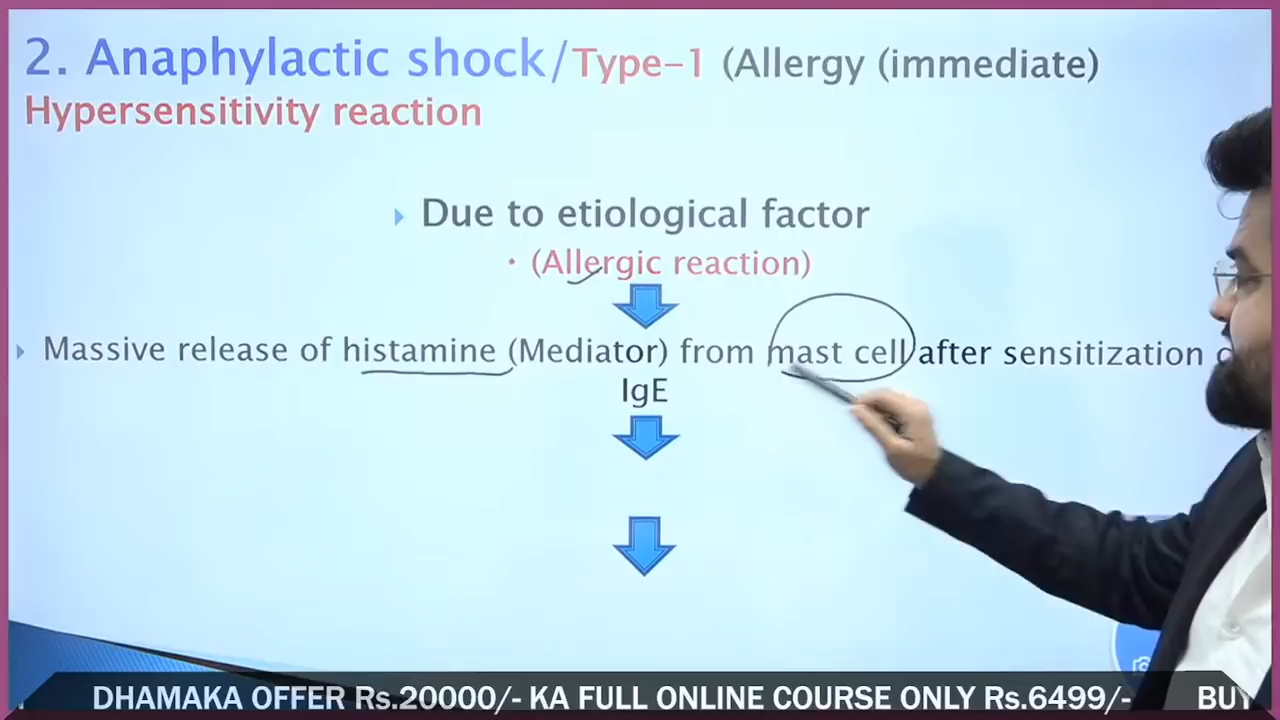 2. Anaphylactic shock/Type-1 (Allergy (immediate)
Hypersensitivity reaction
Due to etiological factor
(Allergic reaction)
Massive release of histamine (Mediator) from mast cell after sensitization
IgE
DHAMAKA OFFER Rs.20000/- KA FULL ONLINE COURSE ONLY Rs.6499/- BUY